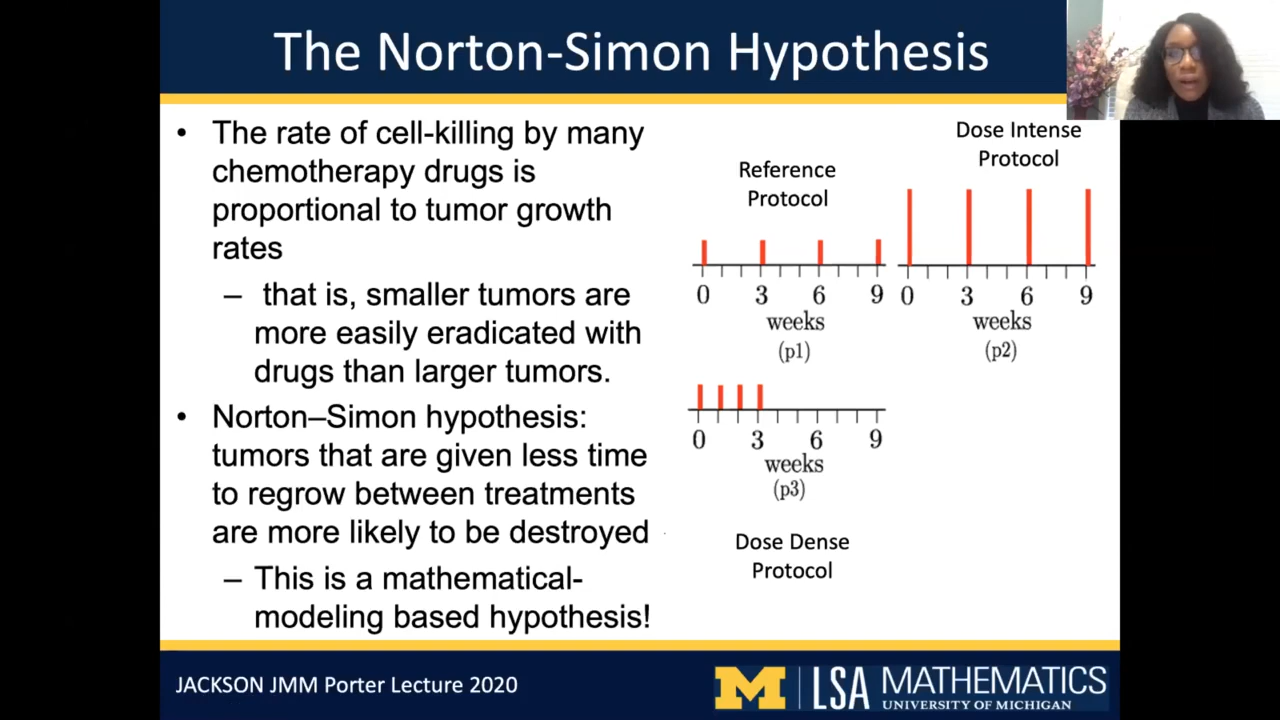 The Norton-Simon Hypothesis
• The rate of cell-killing by many
chemotherapy drugs is
proportional to tumor growth
rates
– that is, smaller tumors are
more easily eradicated with
drugs than larger tumors.
• Norton–Simon hypothesis:
tumors that are given less time
to regrow between treatments
are more likely to be destroyed
– This is a mathematical-
modeling based hypothesis!
Reference
Protocol
0 3 6 9
weeks
(p1)
Dose Intense
Protocol
0 3 6 9
weeks
(p2)
0 3 6 9
weeks
(p3)
Dose Dense
Protocol
JACKSON JMM Porter Lecture 2020
M LSA MATHEMATICS
UNIVERSITY OF MICHIGAN